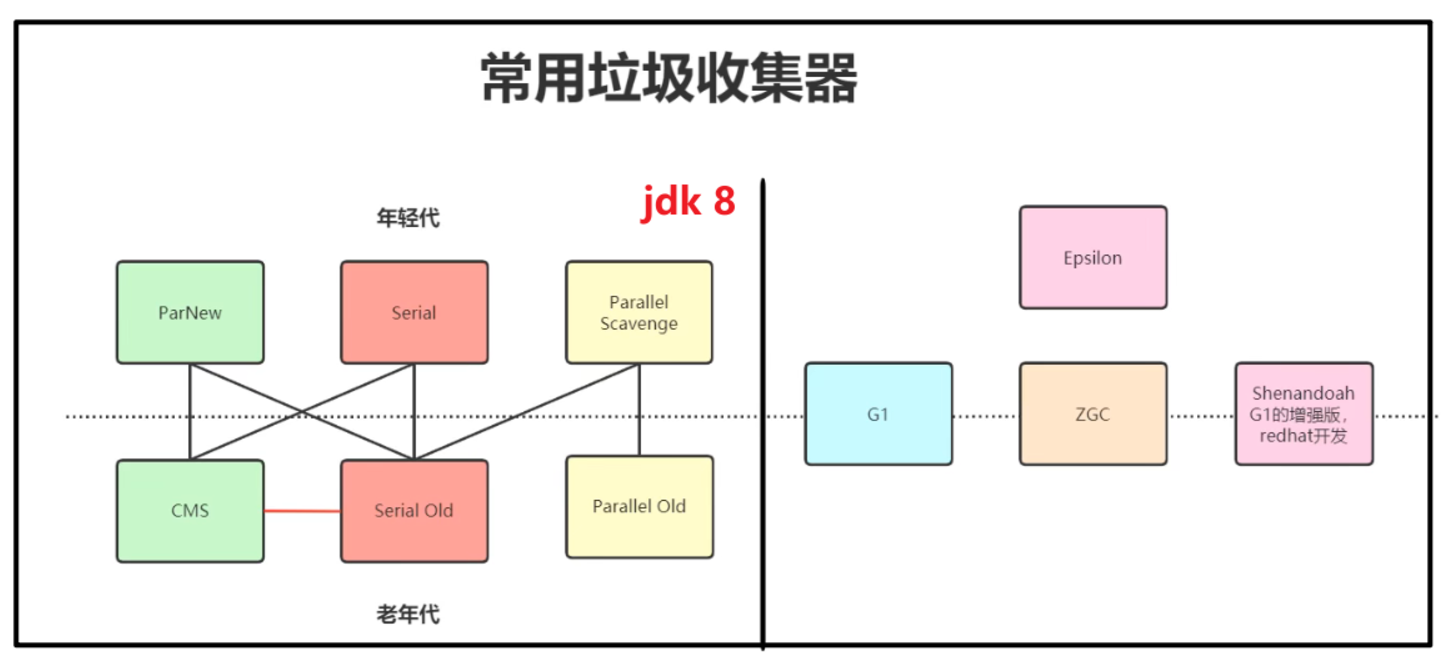 常用垃圾收集器
jdk 8
年轻代
ParNew
Serial
Parallel
Scavenge
CMS
Serial Old
Parallel Old
老年代
Epsilon
G1
ZGC
Shenandoah
G1的增强版，
redhat开发